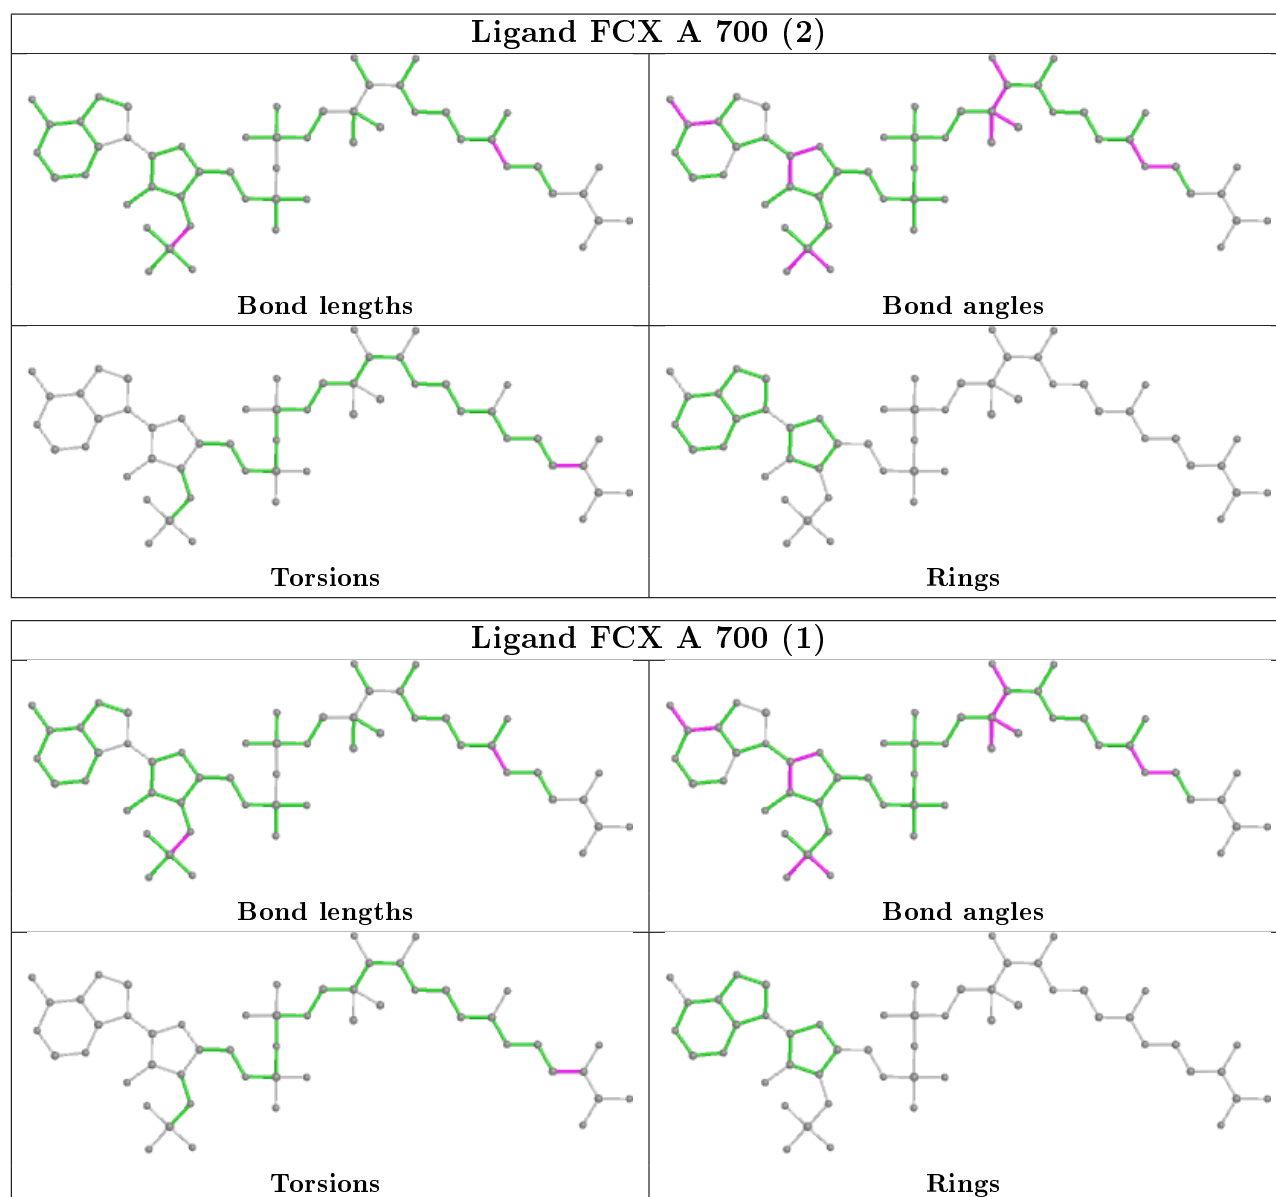 Ligand FCX A 700 (2)
Bond lengths
Bond angles
Torsions
Rings
Ligand FCX A 700 (1)
Bond lengths
Bond angles
Torsions
Rings